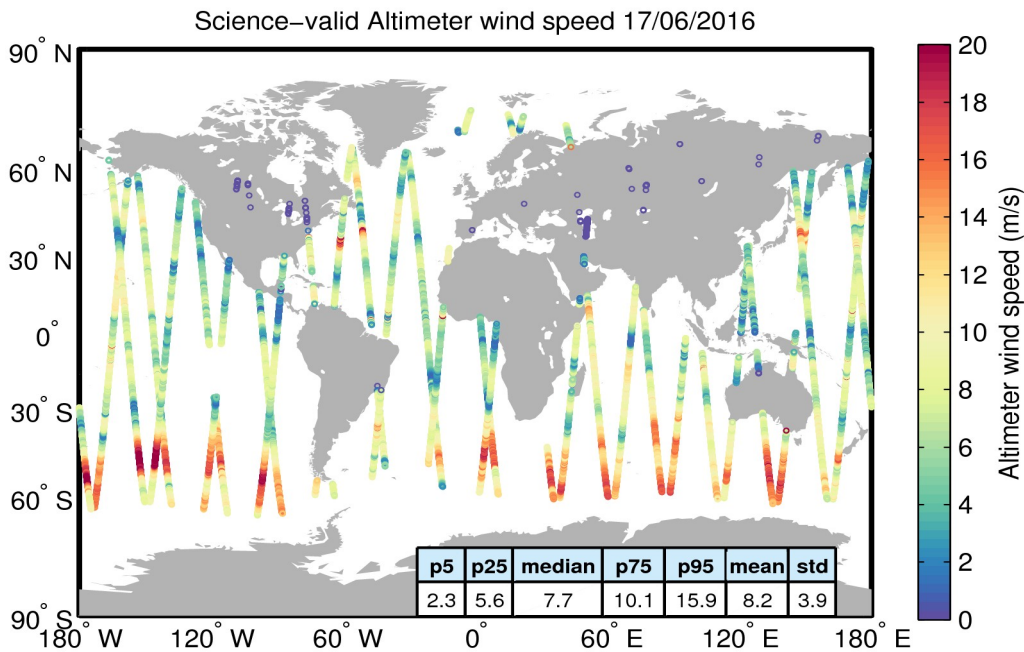 Science−valid Altimeter wind speed 17/06/2016
90° N
60° N
30° N
0°
30° S
60° S
90° S
180° W
120° W
60° W
0°
60° E
120° E
180° E
p5 p25 median p75 p95 mean std
2.3 5.6 7.7 10.1 15.9 8.2 3.9
20
18
16
14
12
10
8
6
4
2
0
Altimeter wind speed (m/s)